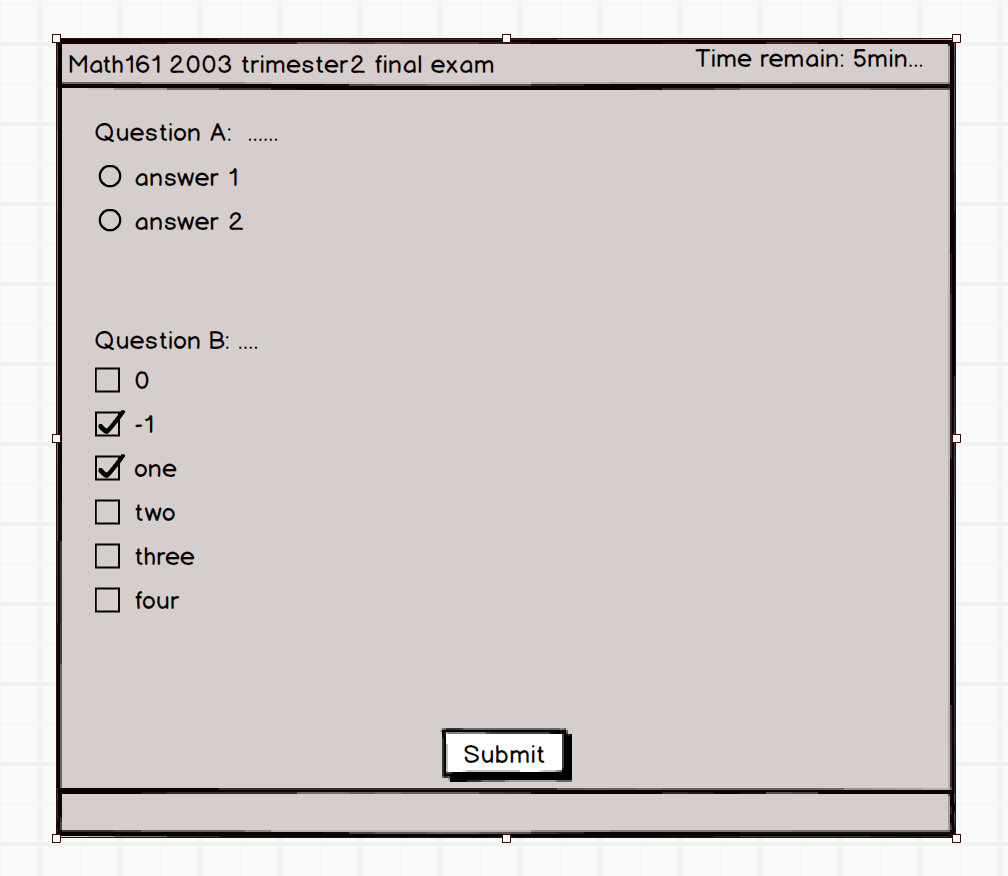 Math161 2003 trimester2 final exam
Time remain: 5min...
Question A: ......
answer 1
answer 2
Question B: ....
0
-1
one
two
three
four
Submit